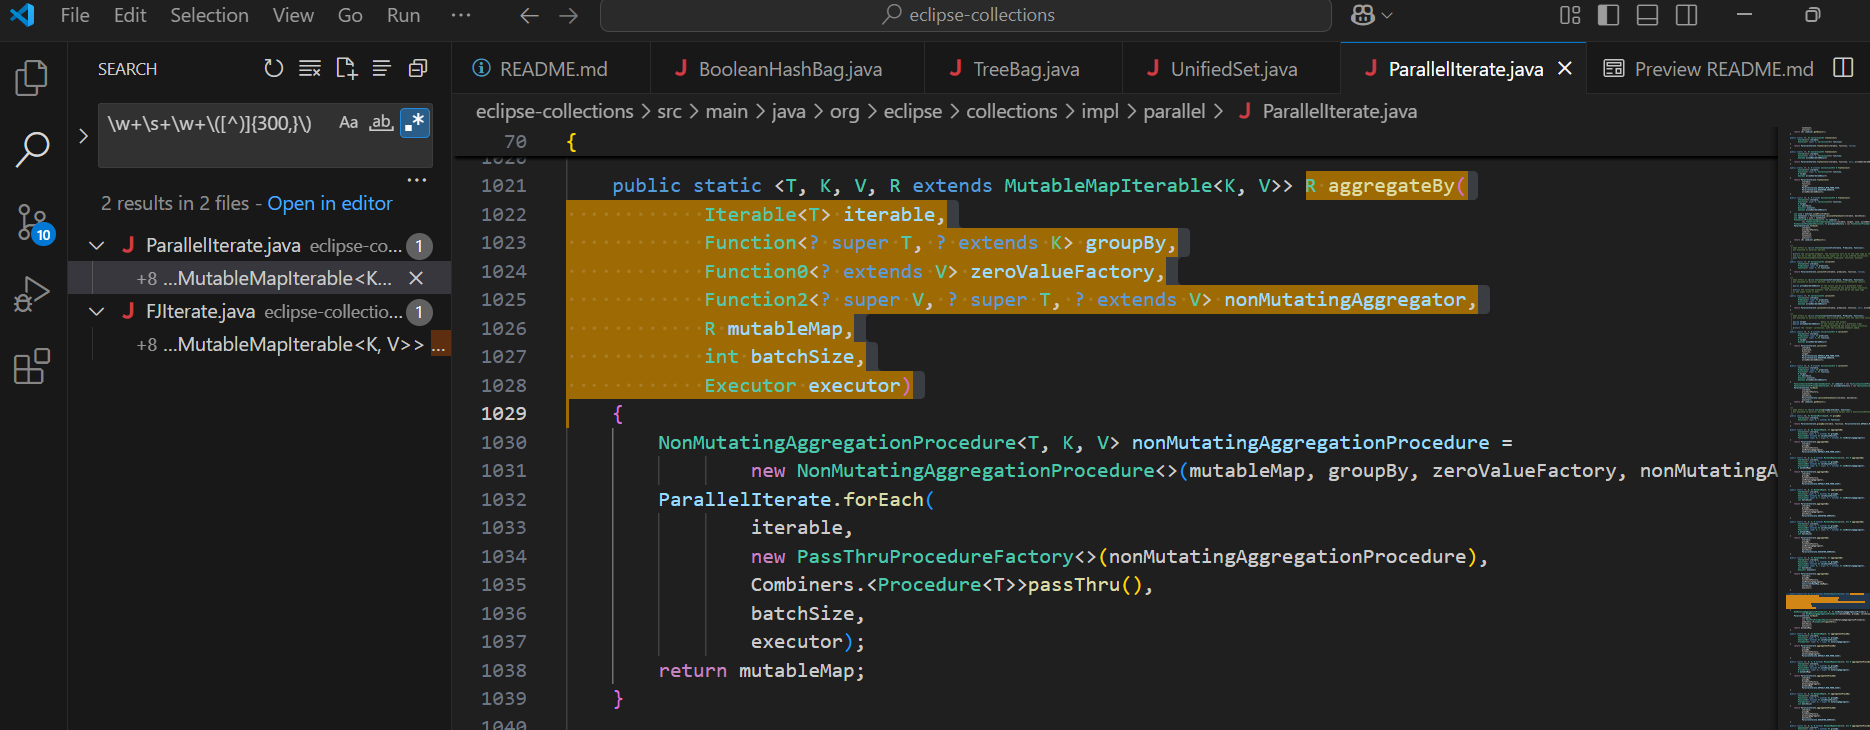 File Edit Selection View Go Run ··· eclipse-collections
SEARCH
\w+\s+\w+\([^)]{300,}\) Aa ab .*
···
2 results in 2 files - Open in editor
ParallelIterate.java eclipse-co... 1
+8 ...MutableMapIterable<K...
FJIterate.java eclipse-collectio... 1
+8 ...MutableMapIterable<K, V>> ...
10
README.md BooleanHashBag.java TreeBag.java UnifiedSet.java ParallelIterate.java Preview README.md
eclipse-collections > src > main > java > org > eclipse > collections > impl > parallel > ParallelIterate.java
70 {
1020
1021 public static <T, K, V, R extends MutableMapIterable<K, V>> R aggregateBy(
1022 Iterable<T> iterable,
1023 Function<? super T, ? extends K> groupBy,
1024 Function0<? extends V> zeroValueFactory,
1025 Function2<? super V, ? super T, ? extends V> nonMutatingAggregator,
1026 R mutableMap,
1027 int batchSize,
1028 Executor executor)
1029 {
1030 NonMutatingAggregationProcedure<T, K, V> nonMutatingAggregationProcedure =
1031 new NonMutatingAggregationProcedure<>(mutableMap, groupBy, zeroValueFactory, nonMutatingA
1032 ParallelIterate.forEach(
1033 iterable,
1034 new PassThruProcedureFactory<>(nonMutatingAggregationProcedure),
1035 Combiners.<Procedure<T>>passThru(),
1036 batchSize,
1037 executor);
1038 return mutableMap;
1039 }
1040